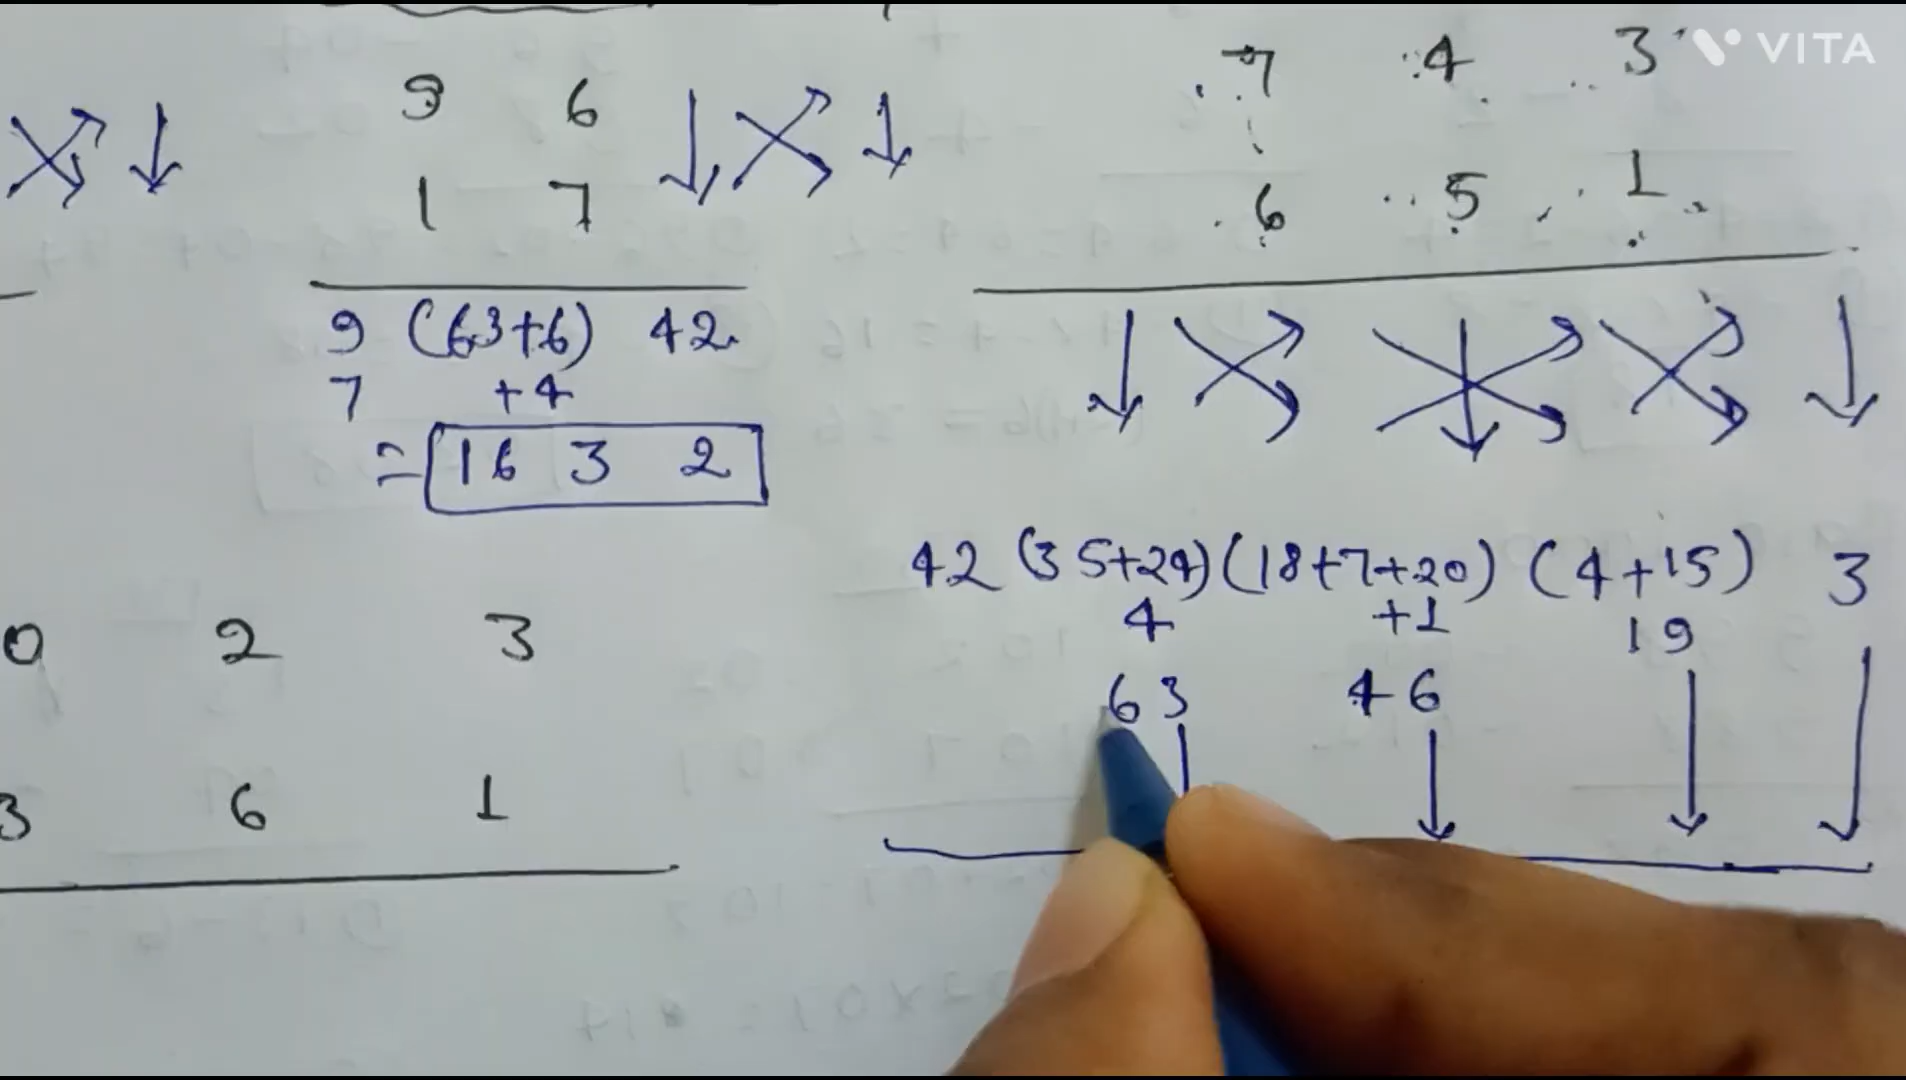 VITA
9 6
1 7
9 (63+6) 42
7 +4
= 16 3 2
7 4 3
6 5 1
42 (35+24) (18+7+20) (4+15) 3
4 +1 19
63 46
0 2 3
3 6 1